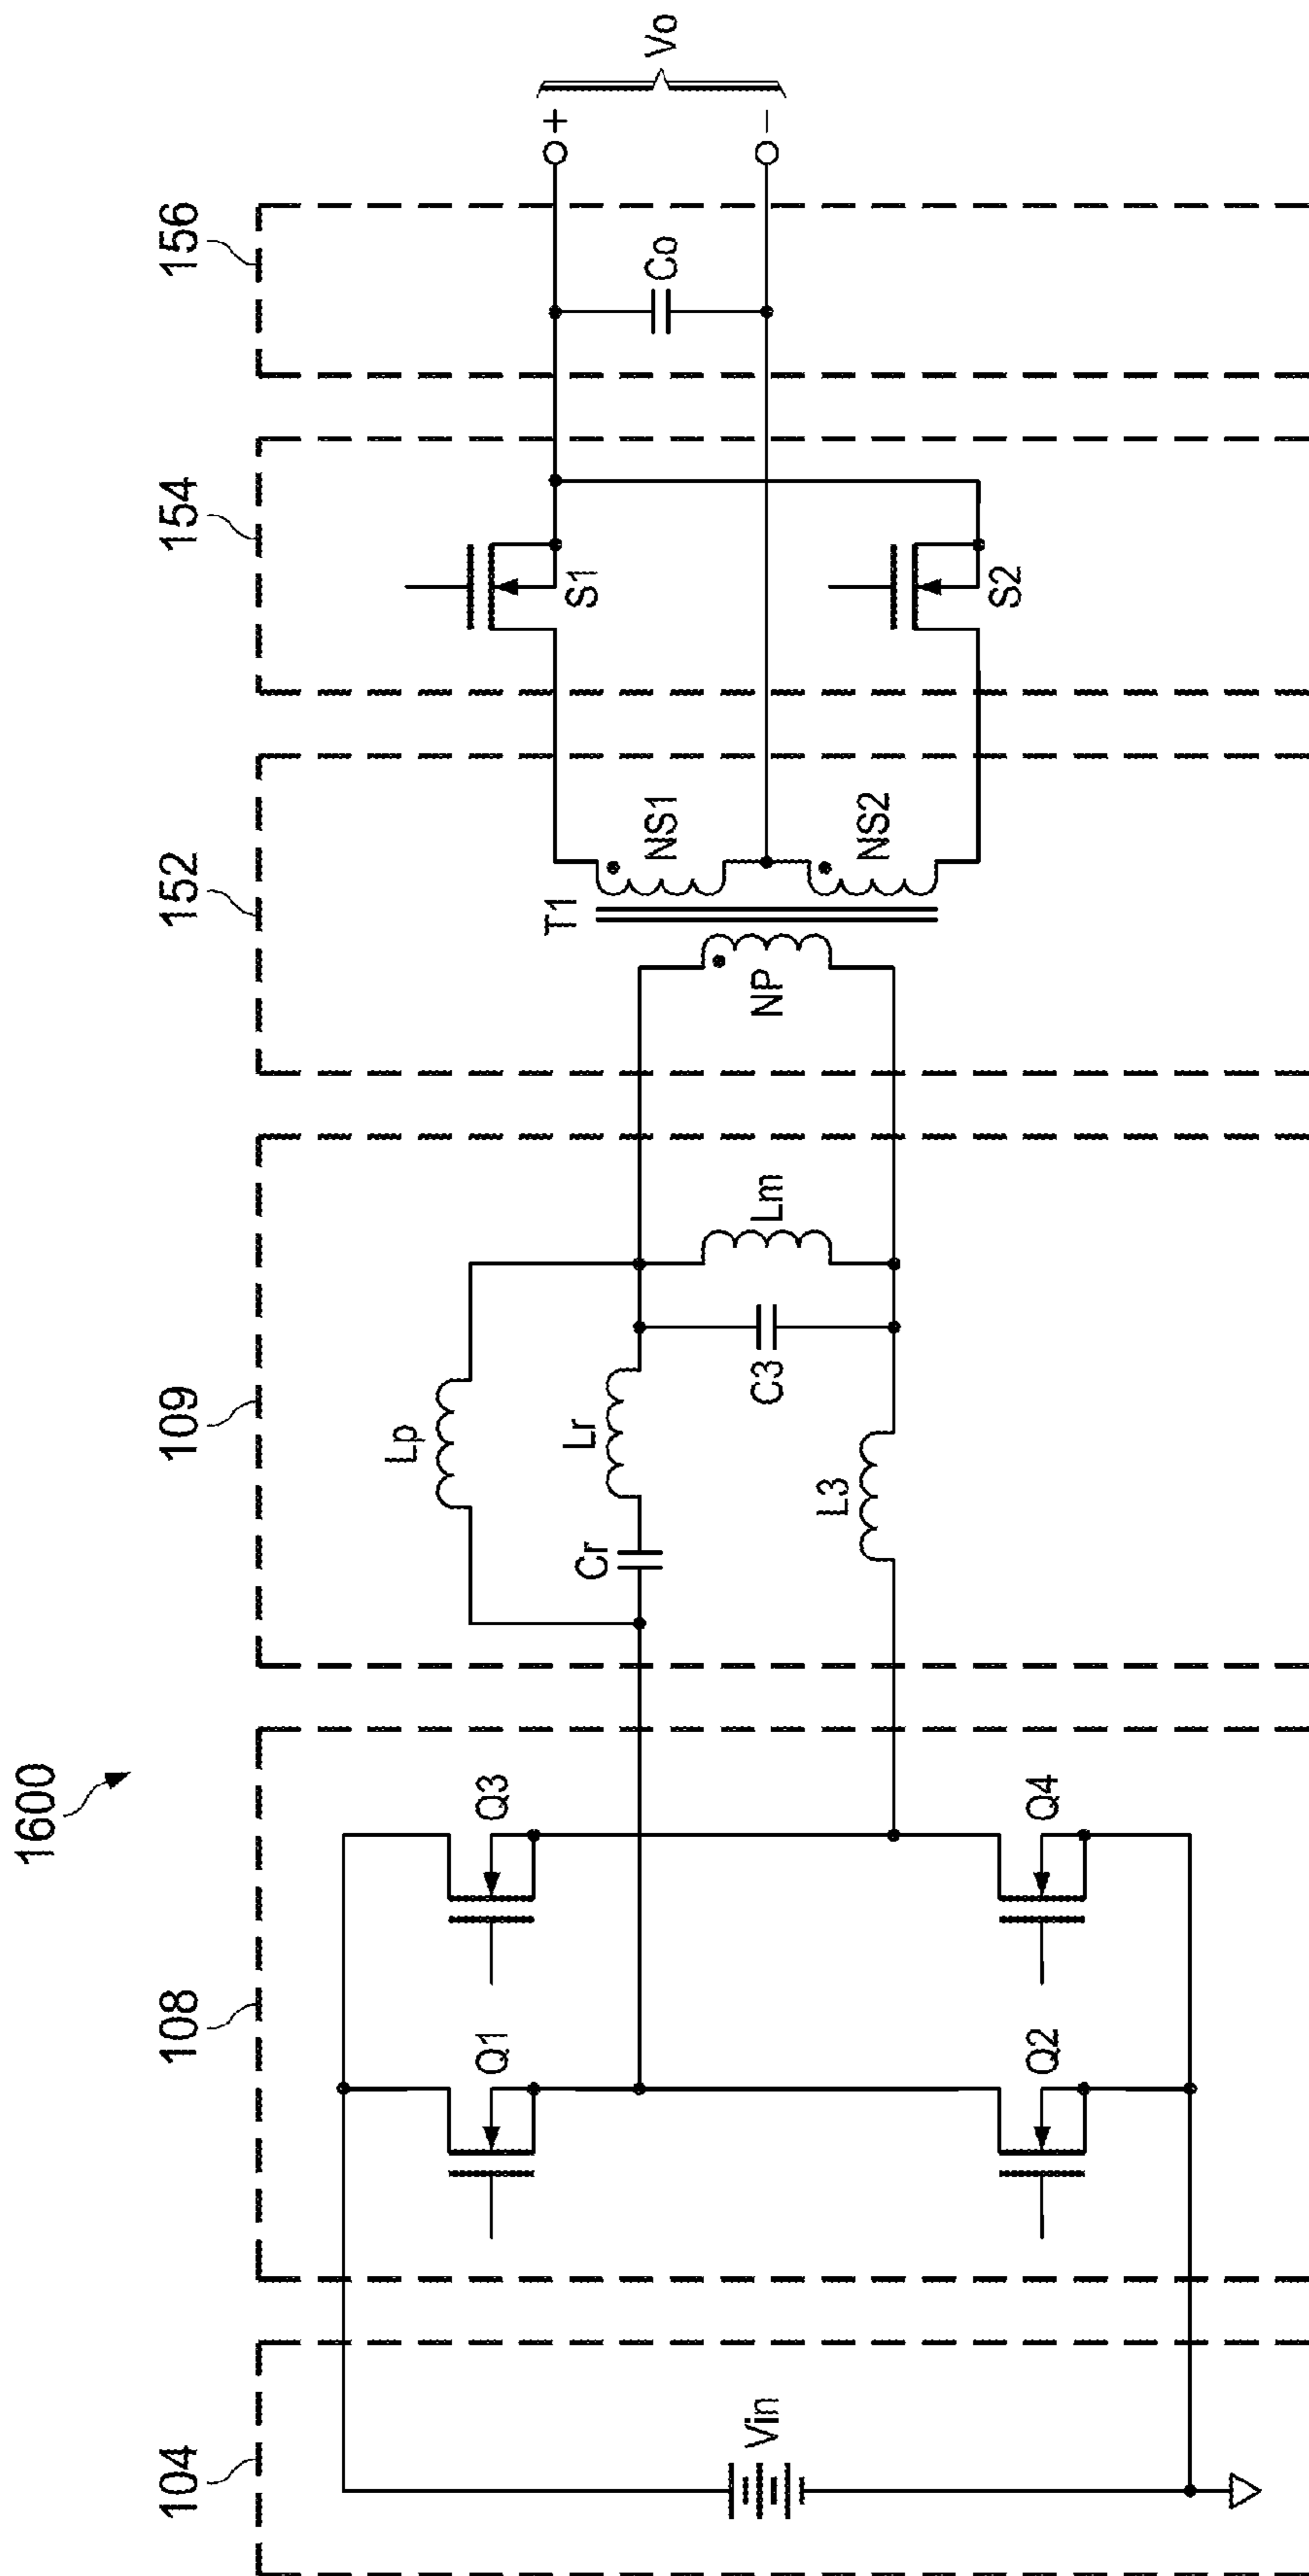 1600
104
108
109
152
154
156
Vin
Q1
Q3
Q2
Q4
Lp
Cr
Lr
L3
C3
Lm
T1
NP
NS1
NS2
S1
S2
Co
+
Vo
−